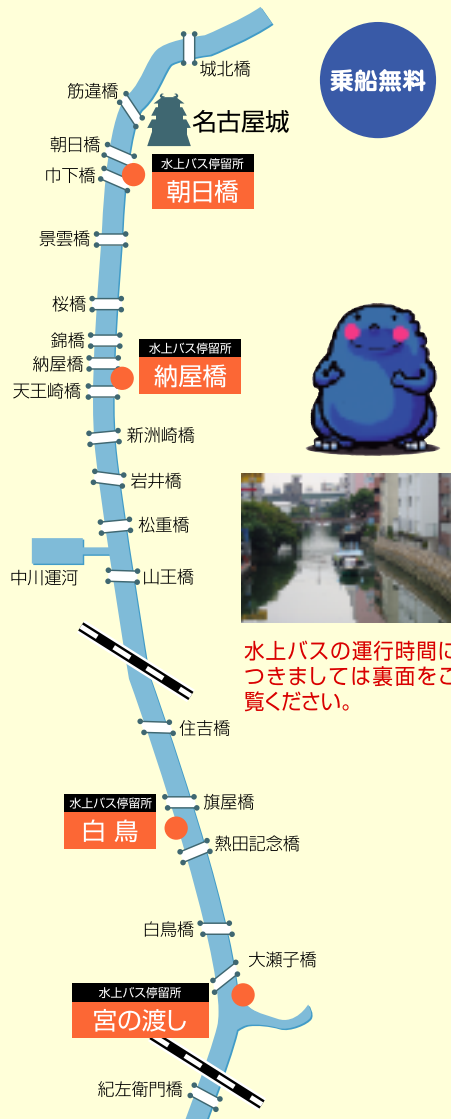 城北橋
乗船無料
筋違橋
名古屋城
朝日橋
巾下橋
水上バス停留所
朝日橋
景雲橋
桜橋
錦橋
納屋橋
天王崎橋
水上バス停留所
納屋橋
新洲崎橋
岩井橋
松重橋
中川運河
山王橋
水上バスの運行時間に
つきましては裏面をご
覧ください。
住吉橋
水上バス停留所
白鳥
旗屋橋
熱田記念橋
白鳥橋
大瀬子橋
水上バス停留所
宮の渡し
紀左衛門橋